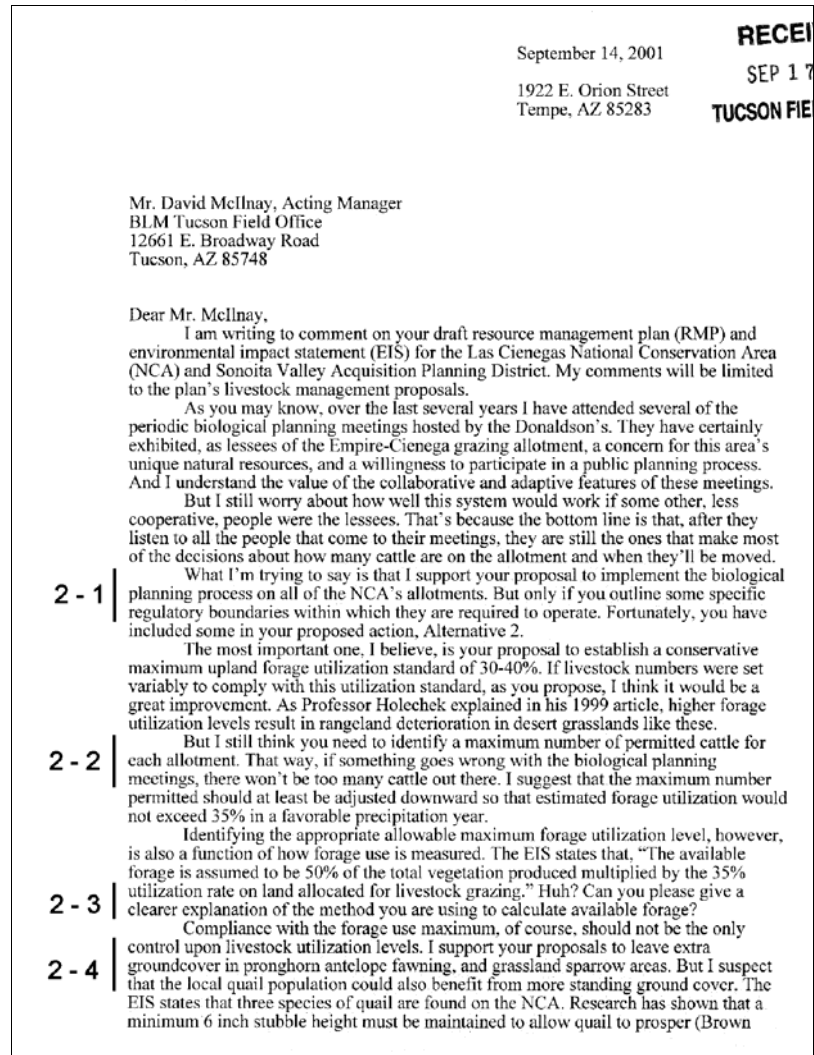 September 14, 2001
RECEI
SEP 17
1922 E. Orion Street
Tempe, AZ 85283
TUCSON FIE
Mr. David McIlnay, Acting Manager
BLM Tucson Field Office
12661 E. Broadway Road
Tucson, AZ 85748
Dear Mr. McIlnay,
I am writing to comment on your draft resource management plan (RMP) and
environmental impact statement (EIS) for the Las Cienegas National Conservation Area
(NCA) and Sonoita Valley Acquisition Planning District. My comments will be limited
to the plan's livestock management proposals.
As you may know, over the last several years I have attended several of the
periodic biological planning meetings hosted by the Donaldson's. They have certainly
exhibited, as lessees of the Empire-Cienega grazing allotment, a concern for this area's
unique natural resources, and a willingness to participate in a public planning process.
And I understand the value of the collaborative and adaptive features of these meetings.
But I still worry about how well this system would work if some other, less
cooperative, people were the lessees. That's because the bottom line is that, after they
listen to all the people that come to their meetings, they are still the ones that make most
of the decisions about how many cattle are on the allotment and when they'll be moved.
What I'm trying to say is that I support your proposal to implement the biological
2 - 1 planning process on all of the NCA's allotments. But only if you outline some specific
regulatory boundaries within which they are required to operate. Fortunately, you have
included some in your proposed action, Alternative 2.
The most important one, I believe, is your proposal to establish a conservative
maximum upland forage utilization standard of 30-40%. If livestock numbers were set
variably to comply with this utilization standard, as you propose, I think it would be a
great improvement. As Professor Holechek explained in his 1999 article, higher forage
utilization levels result in rangeland deterioration in desert grasslands like these.
But I still think you need to identify a maximum number of permitted cattle for
2 - 2 each allotment. That way, if something goes wrong with the biological planning
meetings, there won't be too many cattle out there. I suggest that the maximum number
permitted should at least be adjusted downward so that estimated forage utilization would
not exceed 35% in a favorable precipitation year.
Identifying the appropriate allowable maximum forage utilization level, however,
is also a function of how forage use is measured. The EIS states that, "The available
forage is assumed to be 50% of the total vegetation produced multiplied by the 35%
utilization rate on land allocated for livestock grazing." Huh? Can you please give a
2 - 3 clearer explanation of the method you are using to calculate available forage?
Compliance with the forage use maximum, of course, should not be the only
control upon livestock utilization levels. I support your proposals to leave extra
2 - 4 groundcover in pronghorn antelope fawning, and grassland sparrow areas. But I suspect
that the local quail population could also benefit from more standing ground cover. The
EIS states that three species of quail are found on the NCA. Research has shown that a
minimum 6 inch stubble height must be maintained to allow quail to prosper (Brown